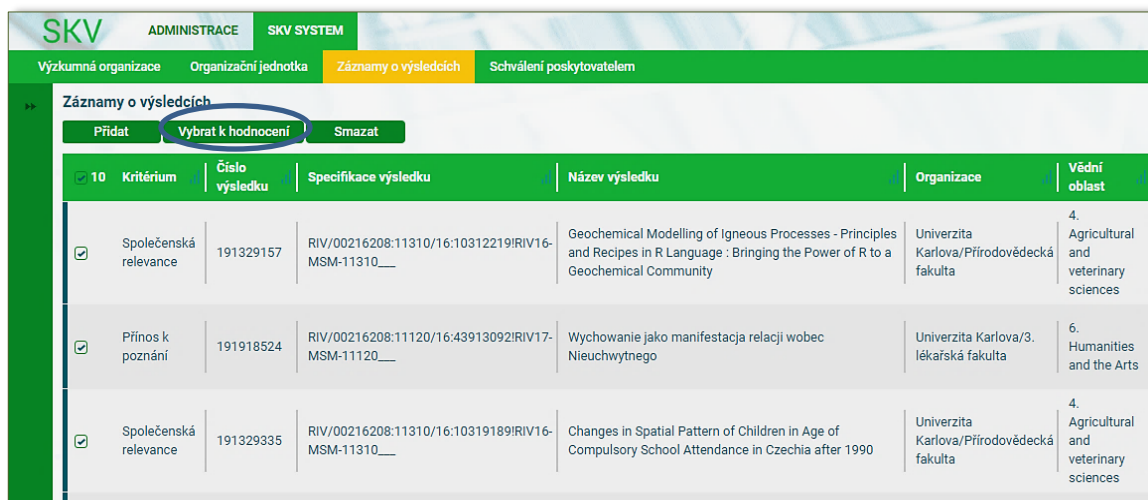 SKV
ADMINISTRACE
SKV SYSTEM
Výzkumná organizace
Organizační jednotka
Záznamy o výsledcích
Schválení poskytovatelem
Záznamy o výsledcích
Přidat
Vybrat k hodnocení
Smazat
10
Kritérium
Číslo
výsledku
Specifikace výsledku
Název výsledku
Organizace
Vědní
oblast
Společenská
relevance
191329157
RIV/00216208:11310/16:10312219!RIV16-
MSM-11310___
Geochemical Modelling of Igneous Processes - Principles
and Recipes in R Language : Bringing the Power of R to a
Geochemical Community
Univerzita
Karlova/Přírodovědecká
fakulta
4.
Agricultural
and
veterinary
sciences
Přínos k
poznání
191918524
RIV/00216208:11120/16:43913092!RIV17-
MSM-11120___
Wychowanie jako manifestacja relacji wobec
Nieuchwytnego
Univerzita Karlova/3.
lékařská fakulta
6.
Humanities
and the Arts
Společenská
relevance
191329335
RIV/00216208:11310/16:10319189!RIV16-
MSM-11310___
Changes in Spatial Pattern of Children in Age of
Compulsory School Attendance in Czechia after 1990
Univerzita
Karlova/Přírodovědecká
fakulta
4.
Agricultural
and
veterinary
sciences